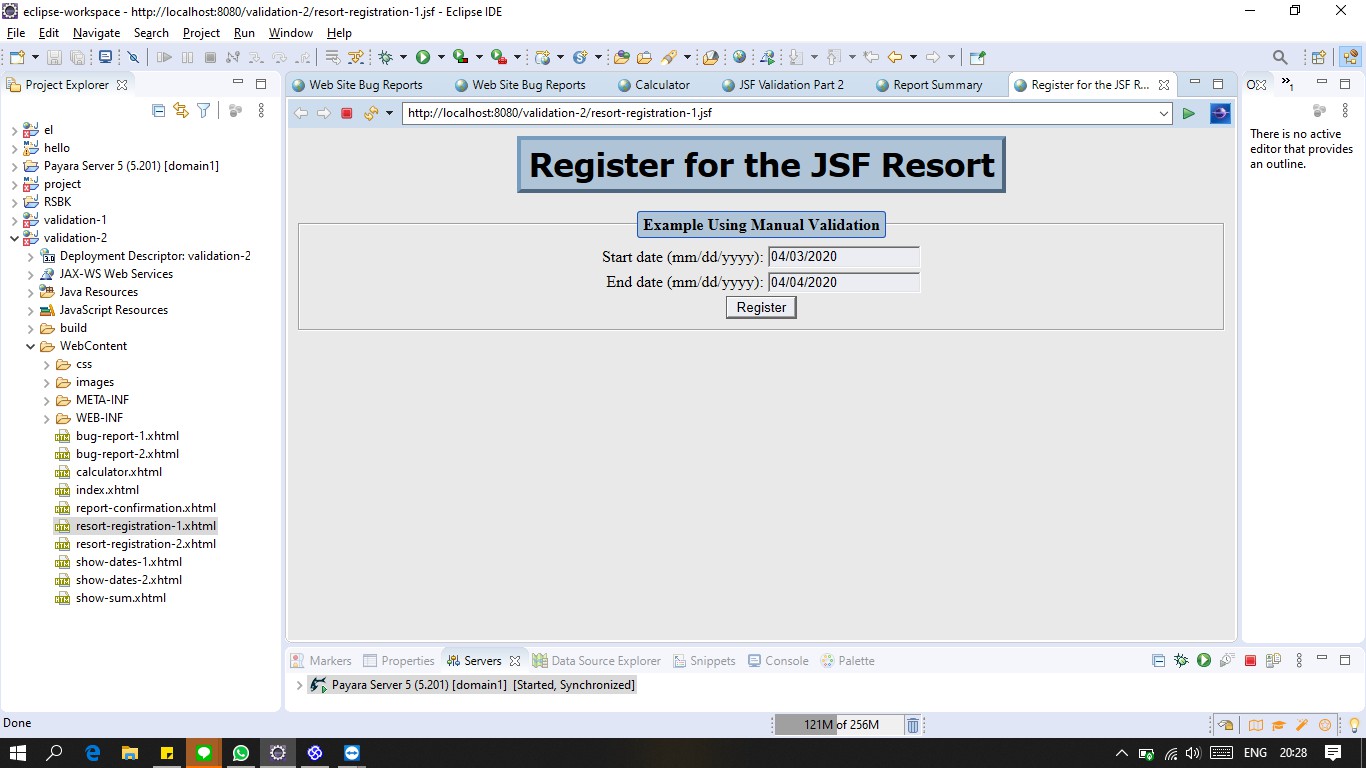 eclipse-workspace - http://localhost:8080/validation-2/resort-registration-1.jsf - Eclipse IDE
File Edit Navigate Search Project Run Window Help
Project Explorer
el
hello
Payara Server 5 (5.201) [domain1]
project
RSBK
validation-1
validation-2
Deployment Descriptor: validation-2
JAX-WS Web Services
Java Resources
JavaScript Resources
build
WebContent
css
images
META-INF
WEB-INF
bug-report-1.xhtml
bug-report-2.xhtml
calculator.xhtml
index.xhtml
report-confirmation.xhtml
resort-registration-1.xhtml
resort-registration-2.xhtml
show-dates-1.xhtml
show-dates-2.xhtml
show-sum.xhtml
Web Site Bug Reports Web Site Bug Reports Calculator JSF Validation Part 2 Report Summary Register for the JSF R...
http://localhost:8080/validation-2/resort-registration-1.jsf
Register for the JSF Resort
Example Using Manual Validation
Start date (mm/dd/yyyy): 04/03/2020
End date (mm/dd/yyyy): 04/04/2020
Register
There is no active
editor that provides
an outline.
Markers Properties Servers Data Source Explorer Snippets Console Palette
Payara Server 5 (5.201) [domain1] [Started, Synchronized]
Done
121M of 256M
ENG 20:28